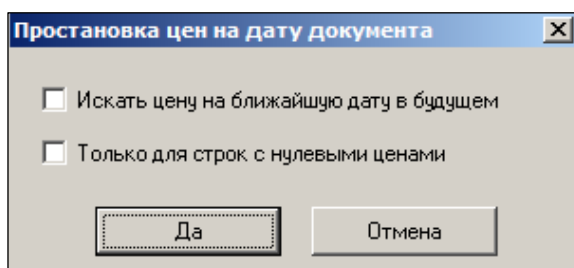 Простановка цен на дату документа
Искать цену на ближайшую дату в будущем
Только для строк с нулевыми ценами
Да Отмена